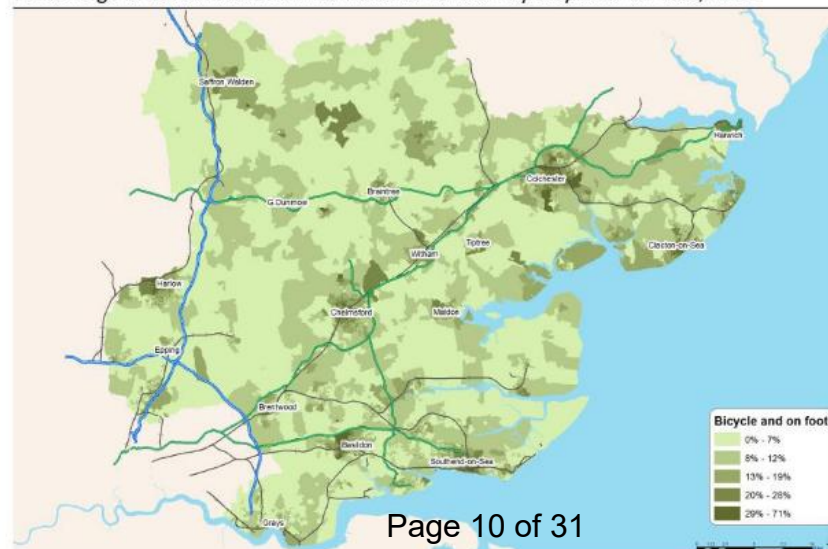 Saffron Walden
Harwich
Colchester
Braintree
G.Dunmow
Clacton-on-Sea
Tiptree
Witham
Harlow
Chelmsford
Maldon
Epping
Brentwood
Bicycle and on foot
0% - 7%
8% - 12%
13% - 19%
20% - 28%
29% - 71%
Basildon
Southend-on-Sea
Grays
Page 10 of 31